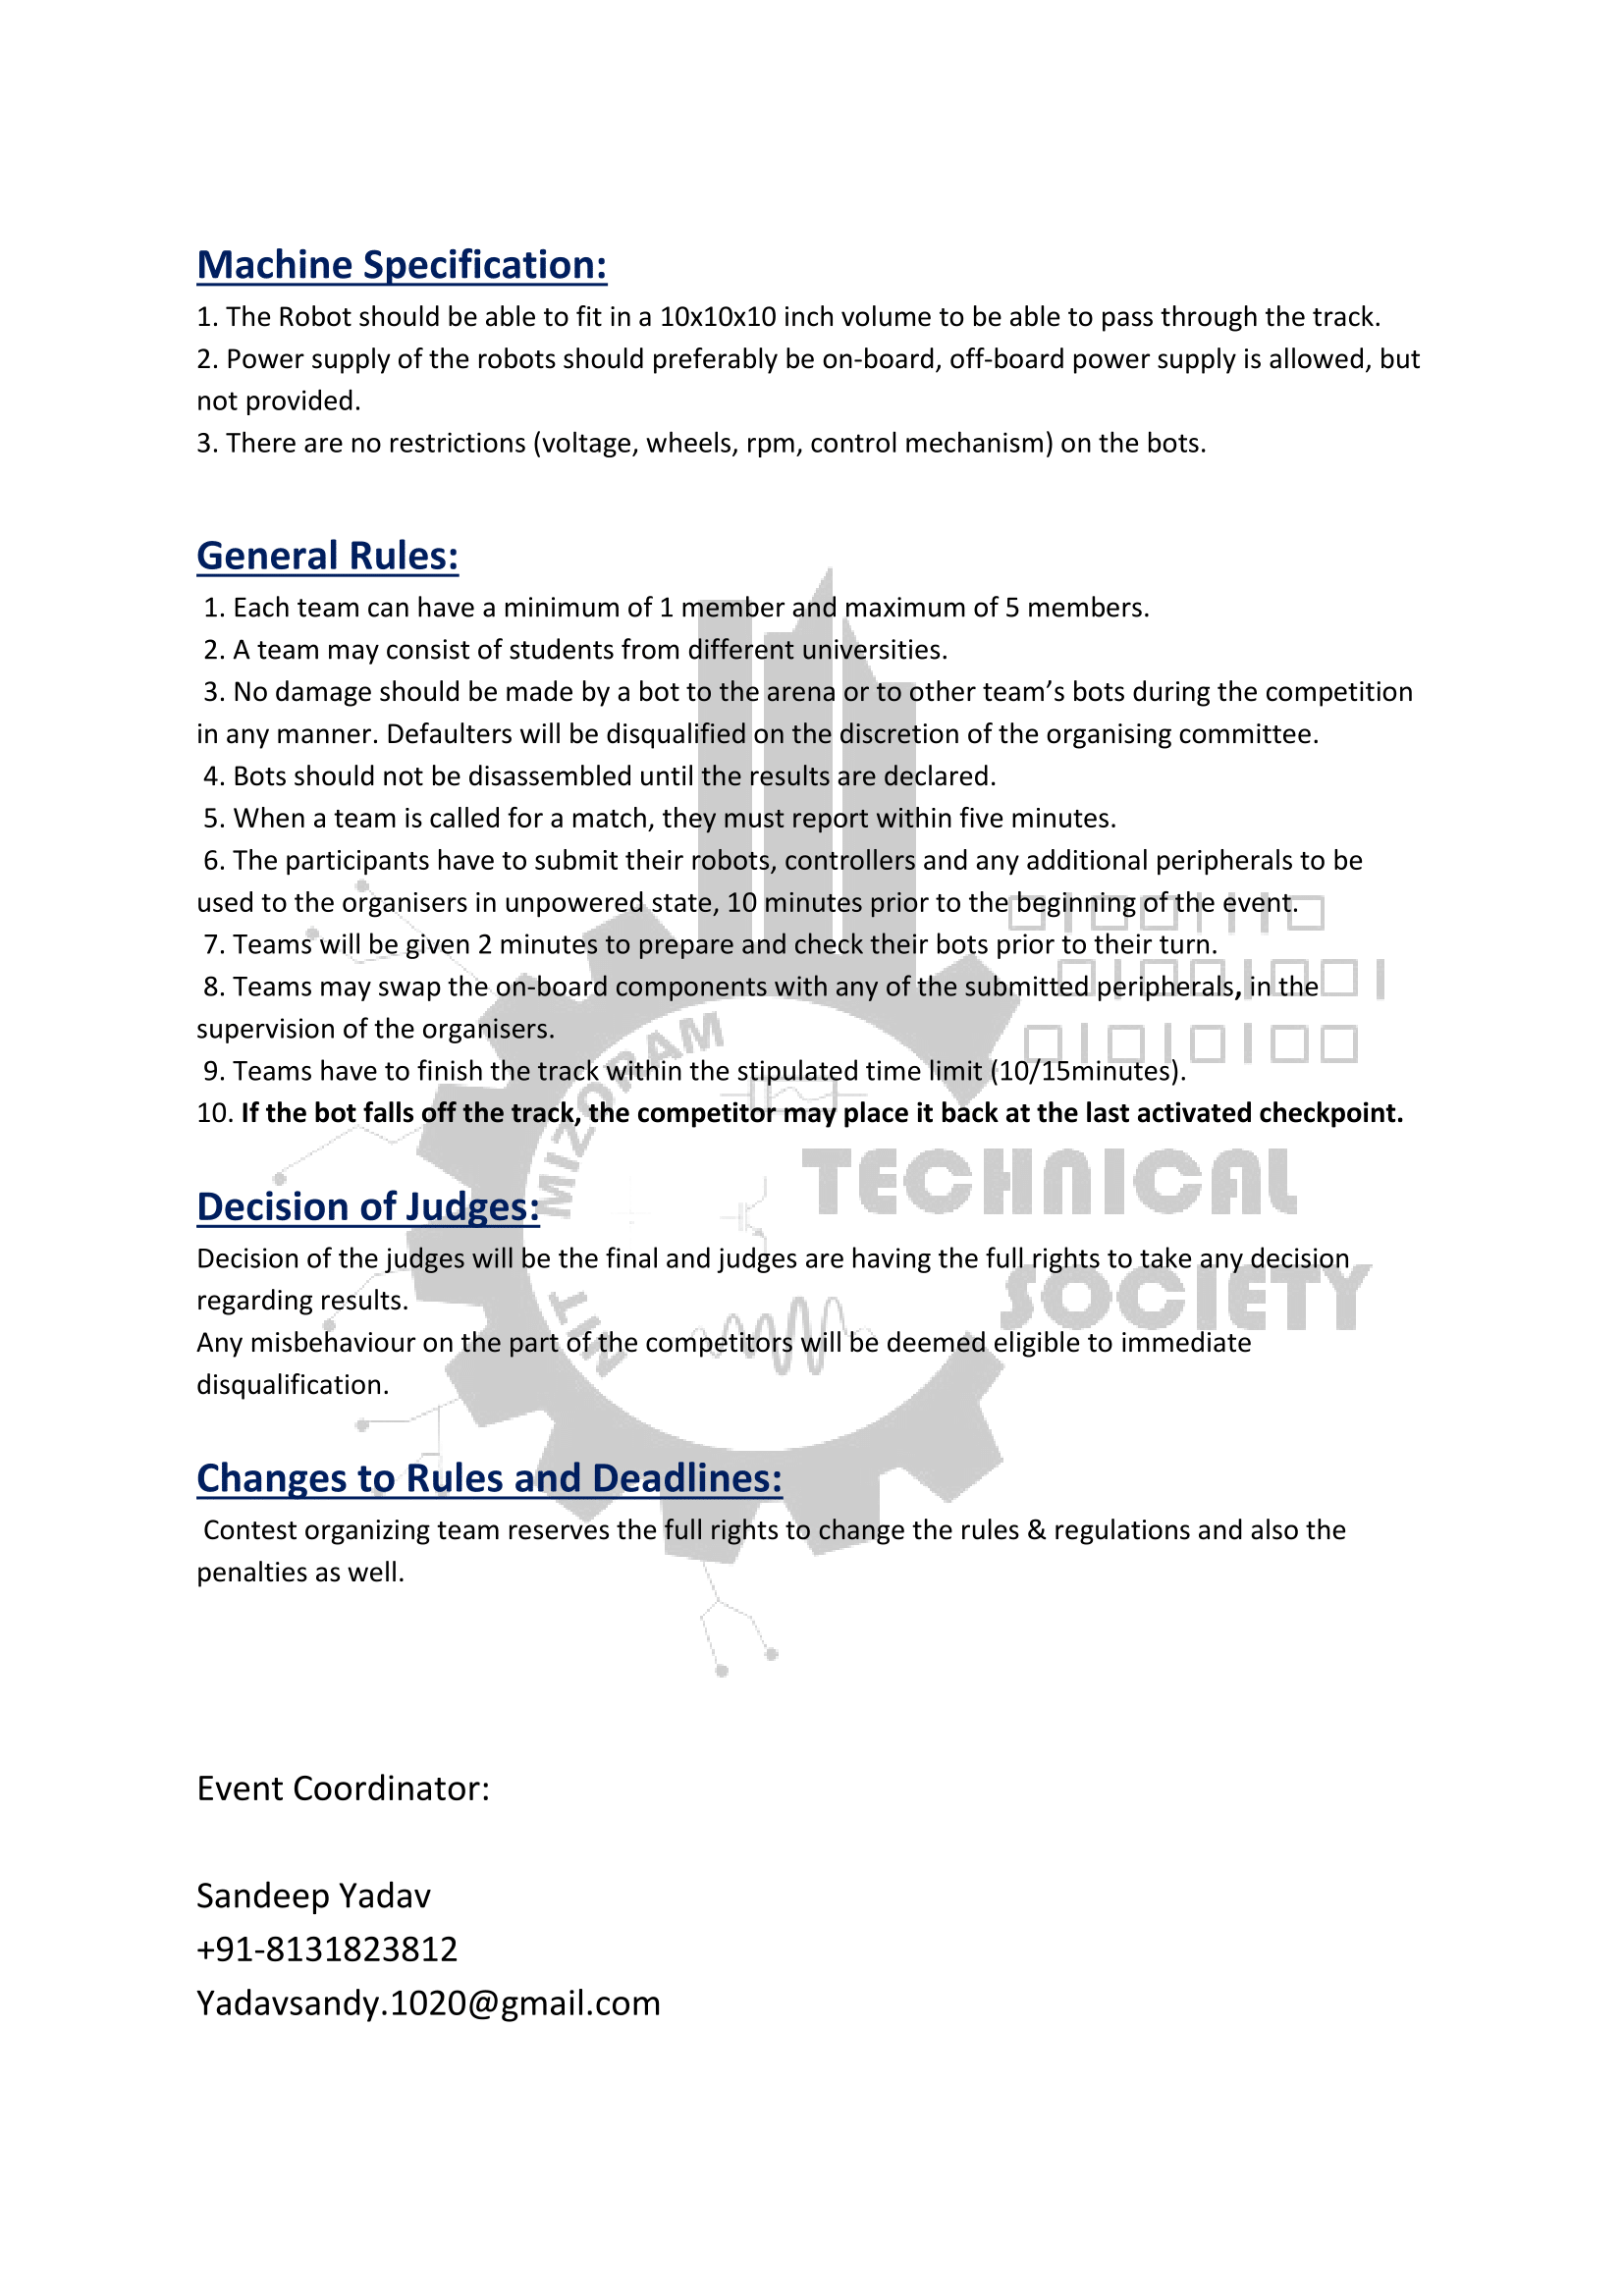 Machine Specification:
1. The Robot should be able to fit in a 10x10x10 inch volume to be able to pass through the track.
2. Power supply of the robots should preferably be on-board, off-board power supply is allowed, but
not provided.
3. There are no restrictions (voltage, wheels, rpm, control mechanism) on the bots.
General Rules:
1. Each team can have a minimum of 1 member and maximum of 5 members.
2. A team may consist of students from different universities.
3. No damage should be made by a bot to the arena or to other team’s bots during the competition
in any manner. Defaulters will be disqualified on the discretion of the organising committee.
4. Bots should not be disassembled until the results are declared.
5. When a team is called for a match, they must report within five minutes.
6. The participants have to submit their robots, controllers and any additional peripherals to be
used to the organisers in unpowered state, 10 minutes prior to the beginning of the event.
7. Teams will be given 2 minutes to prepare and check their bots prior to their turn.
8. Teams may swap the on-board components with any of the submitted peripherals, in the
supervision of the organisers.
9. Teams have to finish the track within the stipulated time limit (10/15minutes).
10. If the bot falls off the track, the competitor may place it back at the last activated checkpoint.
NIT MIZORAM
TECHNICAL
SOCIETY
Decision of Judges:
Decision of the judges will be the final and judges are having the full rights to take any decision
regarding results.
Any misbehaviour on the part of the competitors will be deemed eligible to immediate
disqualification.
Changes to Rules and Deadlines:
Contest organizing team reserves the full rights to change the rules & regulations and also the
penalties as well.
Event Coordinator:
Sandeep Yadav
+91-8131823812
Yadavsandy.1020@gmail.com